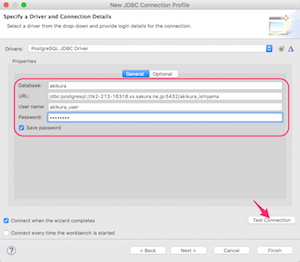 New JDBC Connection Profile
Specify a Driver and Connection Details
Select a driver from the drop-down and provide login details for the connection.
Drivers: PostgreSQL JDBC Driver
Properties
General Optional
Database: akikura
URL: jdbc:postgresql://tk2-213-16318.vs.sakura.ne.jp:5432/akikura_ishiyama
User name: akikura_user
Password: ••••••••
Save password
Connect when the wizard completes Test Connection
Connect every time the workbench is started
? < Back Next > Cancel Finish